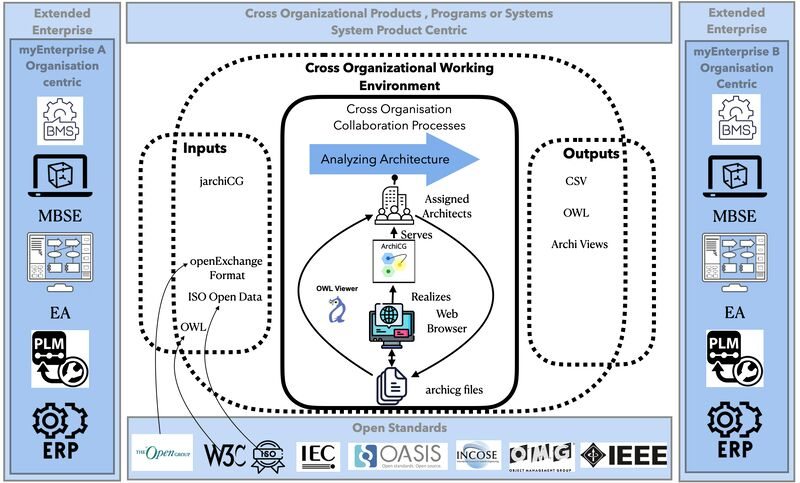 Extended
Enterprise
myEnterprise A
Organisation
centric
BMS
MBSE
EA
PLM
ERP
Cross Organizational Products , Programs or Systems
System Product Centric
Cross Organizational Working
Environment
Cross Organisation
Collaboration Processes
Analyzing Architecture
Assigned
Architects
Serves
ArchiCG
OWL Viewer
Realizes
Web
Browser
archicg files
Inputs
jarchiCG
openExchange
Format
ISO Open Data
OWL
Outputs
CSV
OWL
Archi Views
Open Standards
THE Open GROUP
W3C
ISO
IEC
OASIS
Open standards. Open source.
INCOSE
OMG
OBJECT MANAGEMENT GROUP
IEEE
Extended
Enterprise
myEnterprise B
Organisation
Centric
BMS
MBSE
EA
PLM
ERP